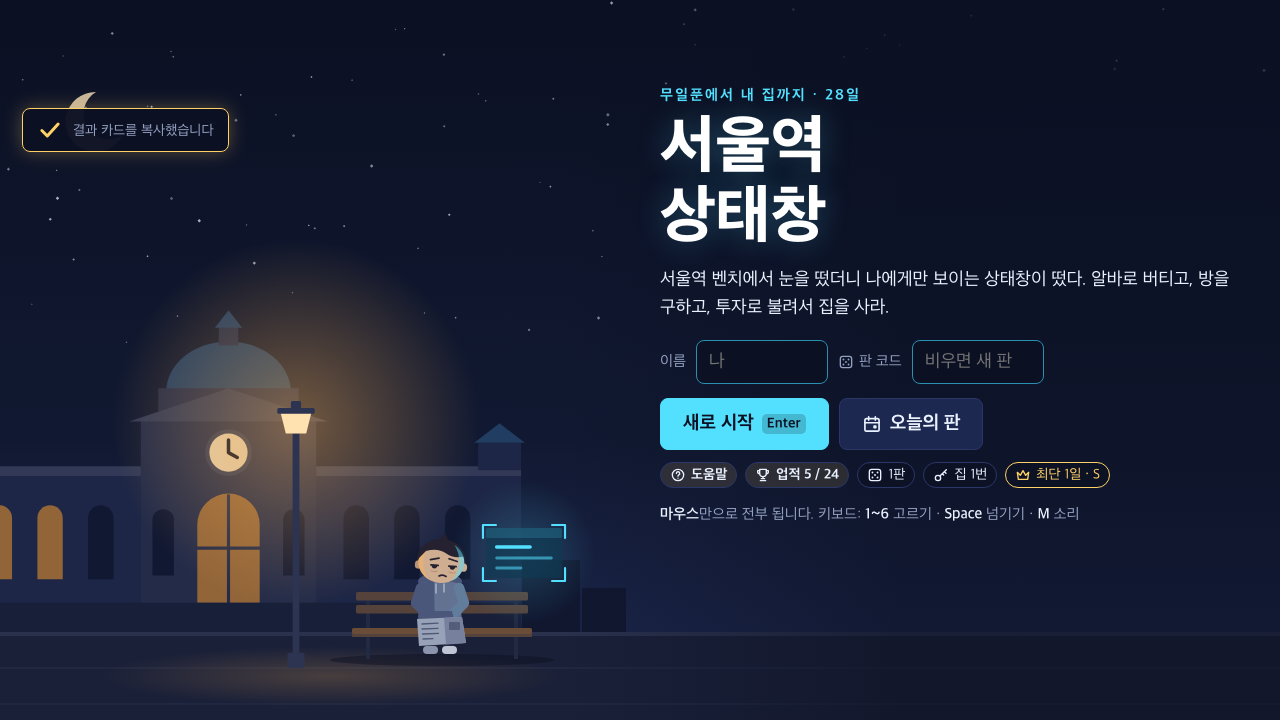 결과 카드를 복사했습니다
무일푼에서 내 집까지 · 28일
서울역
상태창
서울역 벤치에서 눈을 떴더니 나에게만 보이는 상태창이 떴다. 알바로 버티고, 방을
구하고, 투자로 불려서 집을 사라.
이름 나 판 코드 비우면 새 판
새로 시작 Enter 오늘의 판
도움말 업적 5 / 24 1판 집 1번 최단 1일 · S
마우스만으로 전부 됩니다. 키보드: 1~6 고르기 · Space 넘기기 · M 소리